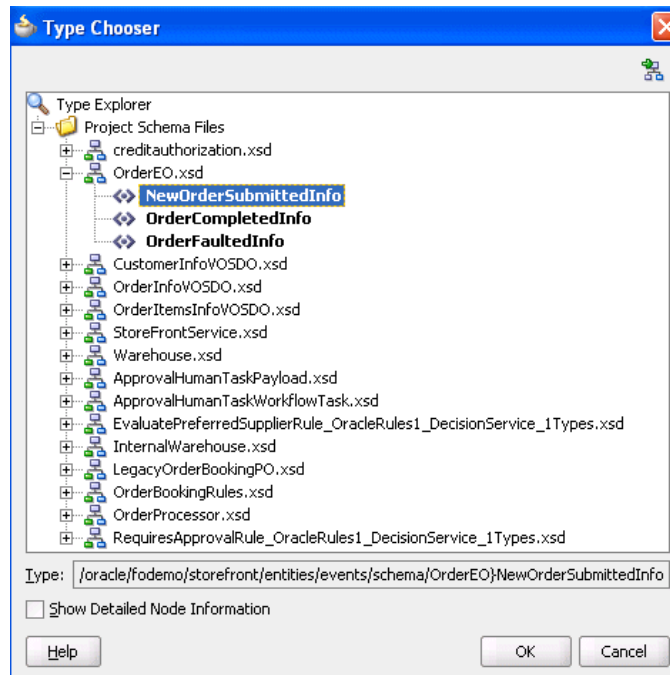 Type Chooser
Type Explorer
Project Schema Files
creditauthorization.xsd
OrderEO.xsd
NewOrderSubmittedInfo
OrderCompletedInfo
OrderFaultedInfo
CustomerInfoVOSDO.xsd
OrderInfoVOSDO.xsd
OrderItemsInfoVOSDO.xsd
StoreFrontService.xsd
Warehouse.xsd
ApprovalHumanTaskPayload.xsd
ApprovalHumanTaskWorkflowTask.xsd
EvaluatePreferredSupplierRule_OracleRules1_DecisionService_1Types.xsd
InternalWarehouse.xsd
LegacyOrderBookingPO.xsd
OrderBookingRules.xsd
OrderProcessor.xsd
RequiresApprovalRule_OracleRules1_DecisionService_1Types.xsd
Type: /oracle/fodemo/storefront/entities/events/schema/OrderEO}NewOrderSubmittedInfo
Show Detailed Node Information
Help OK Cancel